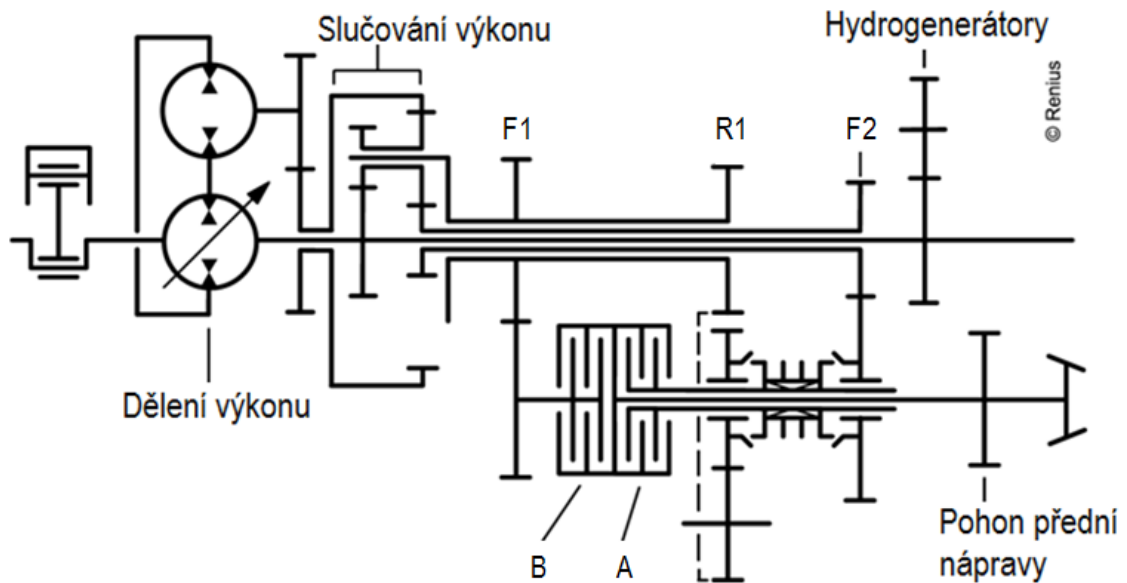 Slučování výkonu
Hydrogenerátory
© Renius
F1
R1
F2
Dělení výkonu
B
A
Pohon přední
nápravy